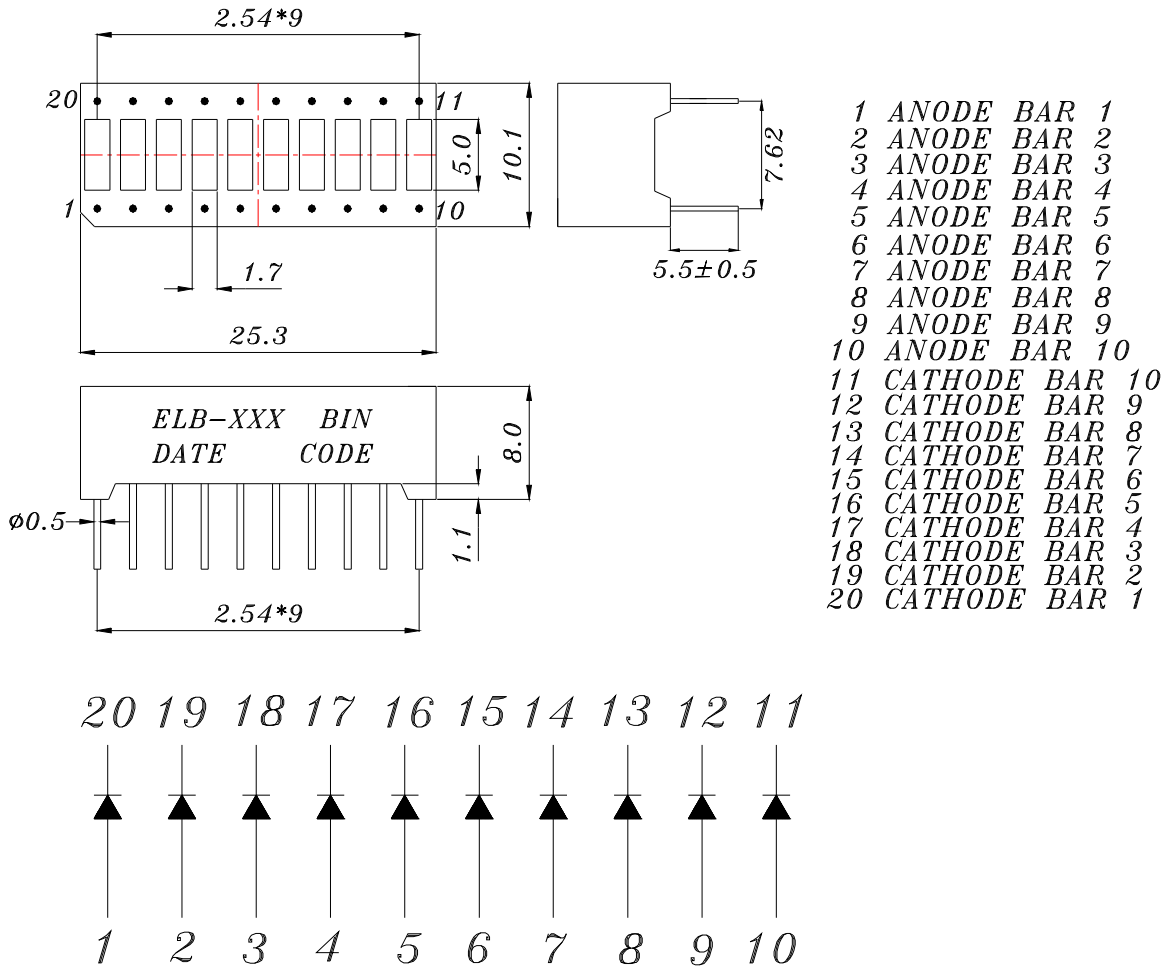 2.54*9
20 11
1 10
5.0
10.1
1.7
25.3
7.62
5.5±0.5
1 ANODE BAR 1
2 ANODE BAR 2
3 ANODE BAR 3
4 ANODE BAR 4
5 ANODE BAR 5
6 ANODE BAR 6
7 ANODE BAR 7
8 ANODE BAR 8
9 ANODE BAR 9
10 ANODE BAR 10
11 CATHODE BAR 10
12 CATHODE BAR 9
13 CATHODE BAR 8
14 CATHODE BAR 7
15 CATHODE BAR 6
16 CATHODE BAR 5
17 CATHODE BAR 4
18 CATHODE BAR 3
19 CATHODE BAR 2
20 CATHODE BAR 1
ELB-XXX BIN
DATE CODE
8.0
ø0.5
1.1
2.54*9
20 19 18 17 16 15 14 13 12 11
1 2 3 4 5 6 7 8 9 10